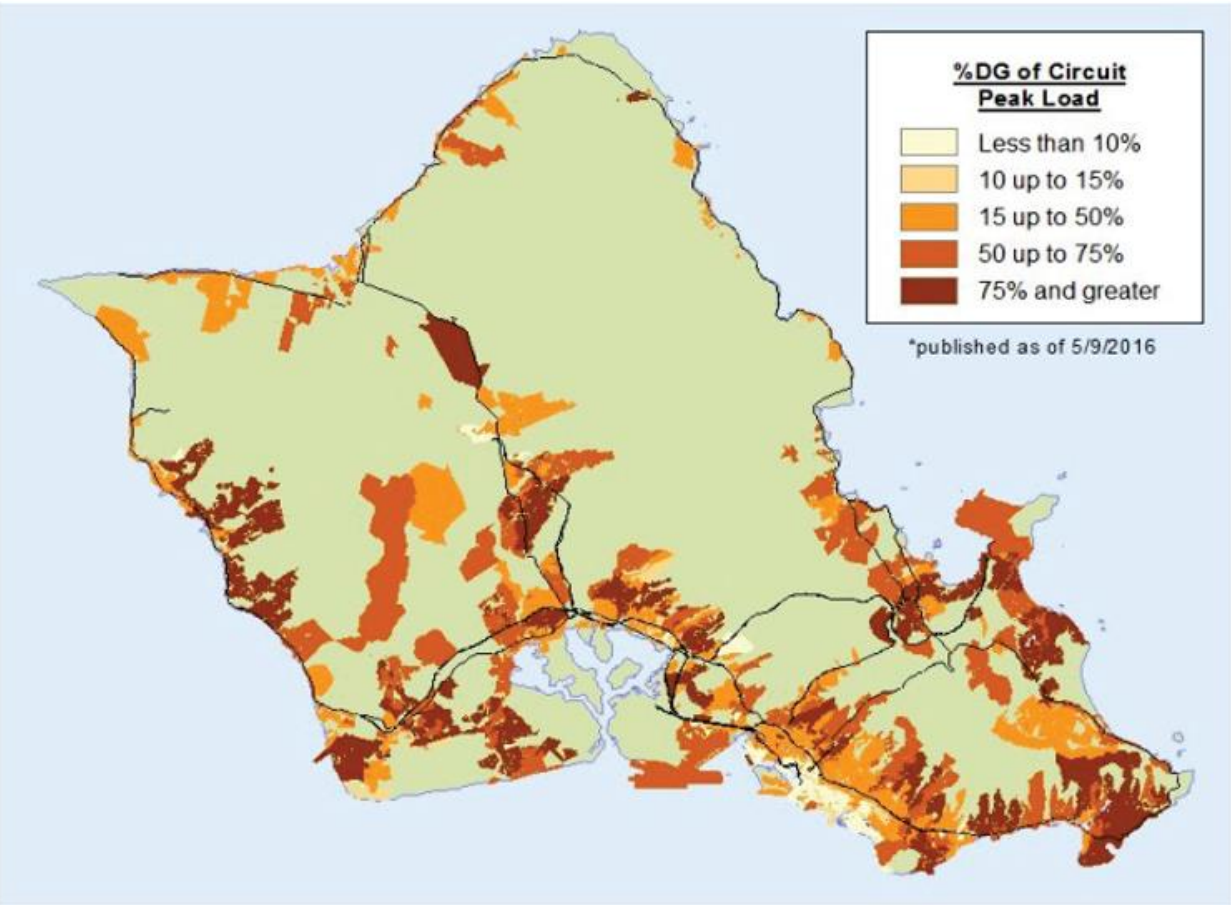 %DG of Circuit
Peak Load
Less than 10%
10 up to 15%
15 up to 50%
50 up to 75%
75% and greater
*published as of 5/9/2016